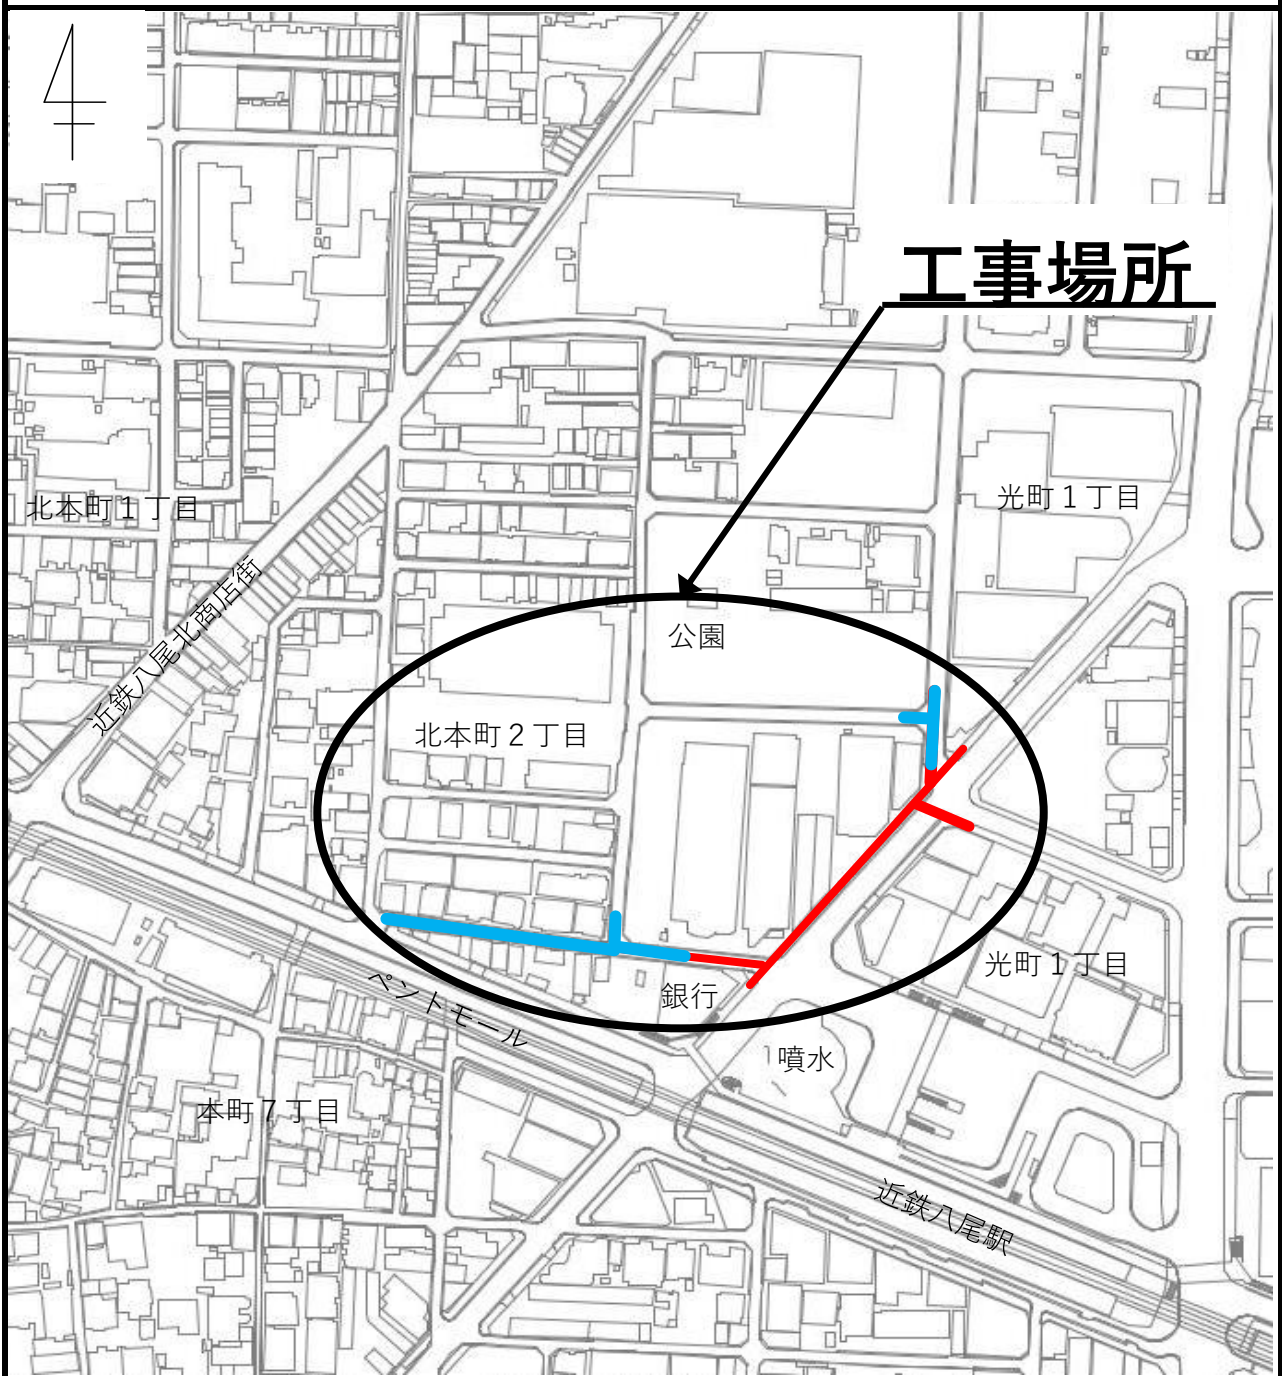 工事場所
北本町１丁目
光町１丁目
近鉄八尾北商店街
公園
北本町２丁目
光町１丁目
銀行
ペントモール
噴水
本町７丁目
近鉄八尾駅